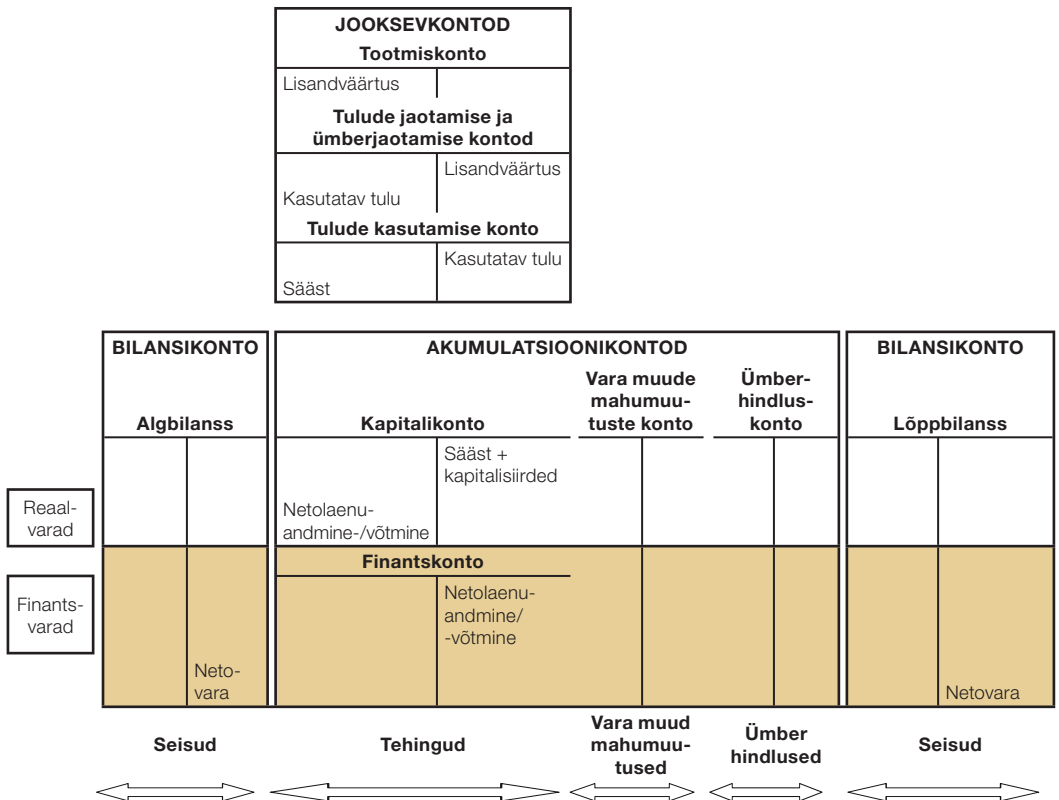 JOOKSEVKONTOD
Tootmiskonto
Lisandväärtus
Tulude jaotamise ja
ümberjaotamise kontod
Lisandväärtus
Kasutatav tulu
Tulude kasutamise konto
Kasutatav tulu
Sääst
BILANSIKONTO
Algbilanss
AKUMULATSIOONIKONTOD
Kapitalikonto
Vara muude
mahumuu-
tuste konto
Ümber-
hindlus-
konto
BILANSIKONTO
Lõppbilanss
Sääst +
kapitalisiirded
Netolaenu-
andmine-/võtmine
Reaal-
varad
Finantskonto
Finants-
varad
Netolaenu-
andmine/
-võtmine
Neto-
vara
Netovara
Seisud
Tehingud
Vara muud
mahumuu-
tused
Ümber
hindlused
Seisud